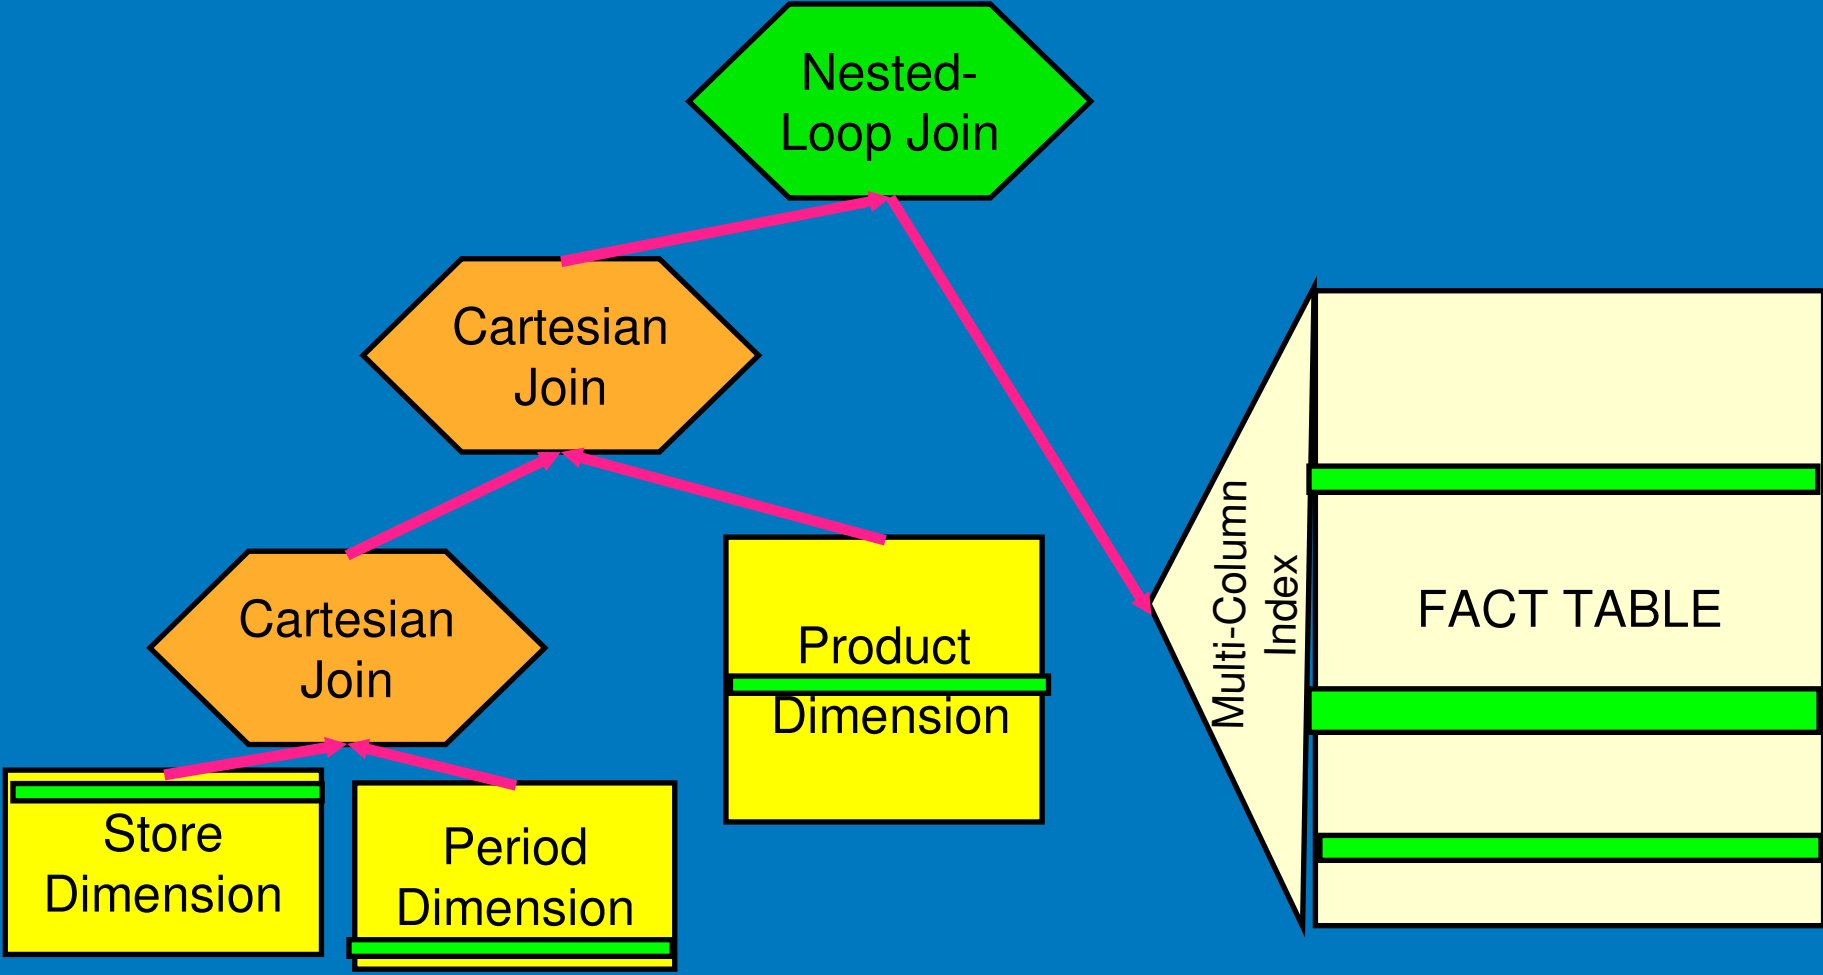 Nested-
Loop Join
Cartesian
Join
Cartesian
Join
Product
Dimension
Store
Dimension
Period
Dimension
Multi-Column
Index
FACT TABLE